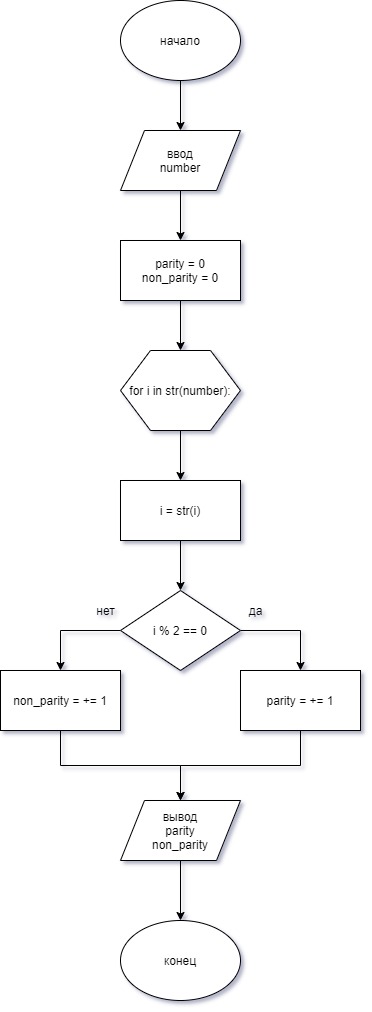 начало
ввод
number
parity = 0
non_parity = 0
for i in str(number):
i = str(i)
нет
да
i % 2 == 0
non_parity = += 1
parity = += 1
вывод
parity
non_parity
конец